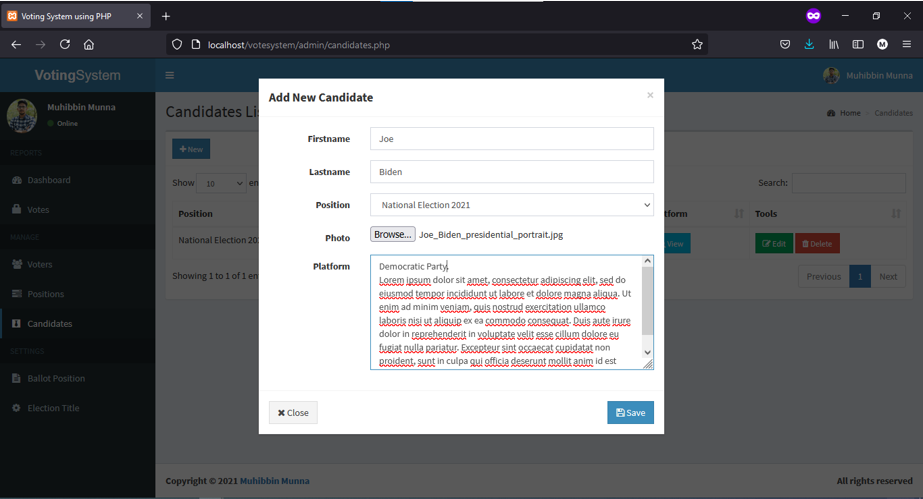 Voting System using PHP
localhost/votesystem/admin/candidates.php
M
VotingSystem
Muhibbin Munna
Muhibbin Munna
Online
REPORTS
Dashboard
Votes
MANAGE
Voters
Positions
Candidates
SETTINGS
Ballot Position
Election Title
Candidates Li
Home
Candidates
New
Show 10 en
Search:
Position
tform
Tools
National Election 20
View
Edit
Delete
Showing 1 to 1 of 1 en
Previous 1 Next
Add New Candidate
×
Firstname Joe
Lastname Biden
Position National Election 2021
Photo Browse... Joe_Biden_presidential_portrait.jpg
Platform Democratic Party.
Lorem ipsum dolor sit amet, consectetur adipiscing elit, sed do
eiusmod tempor incididunt ut labore et dolore magna aliqua. Ut
enim ad minim veniam, quis nostrud exercitation ullamco
laboris nisi ut aliquip ex ea commodo consequat. Duis aute irure
dolor in reprehenderit in voluptate velit esse cillum dolore eu
fugiat nulla pariatur. Excepteur sint occaecat cupidatat non
proident, sunt in culpa qui officia deserunt mollit anim id est
Close
Save
Copyright © 2021 Muhibbin Munna
All rights reserved